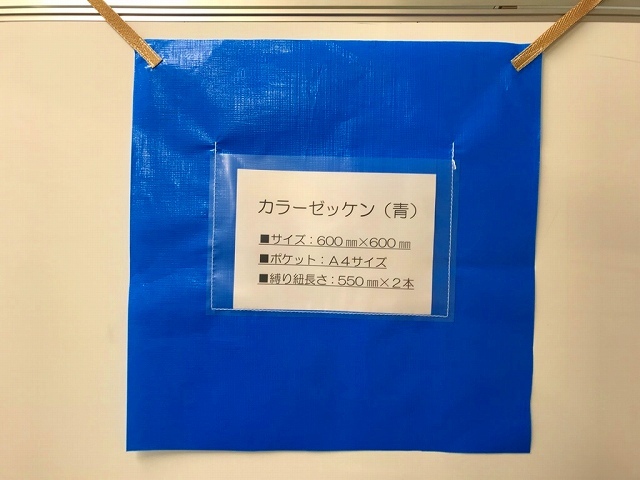 カラーゼッケン（青）
■サイズ：600㎜×600㎜
■ポケット：A4サイズ
■縛り紐長さ：550㎜×2本